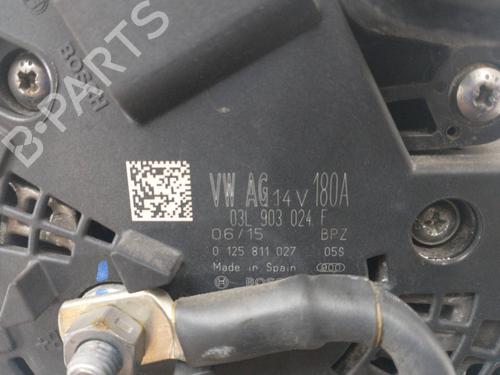 BOSCH
B-PARTS
VW AG 14V 180A
03L 903 024 F
06/15 BPZ
0 125 811 027 05S
Made in Spain